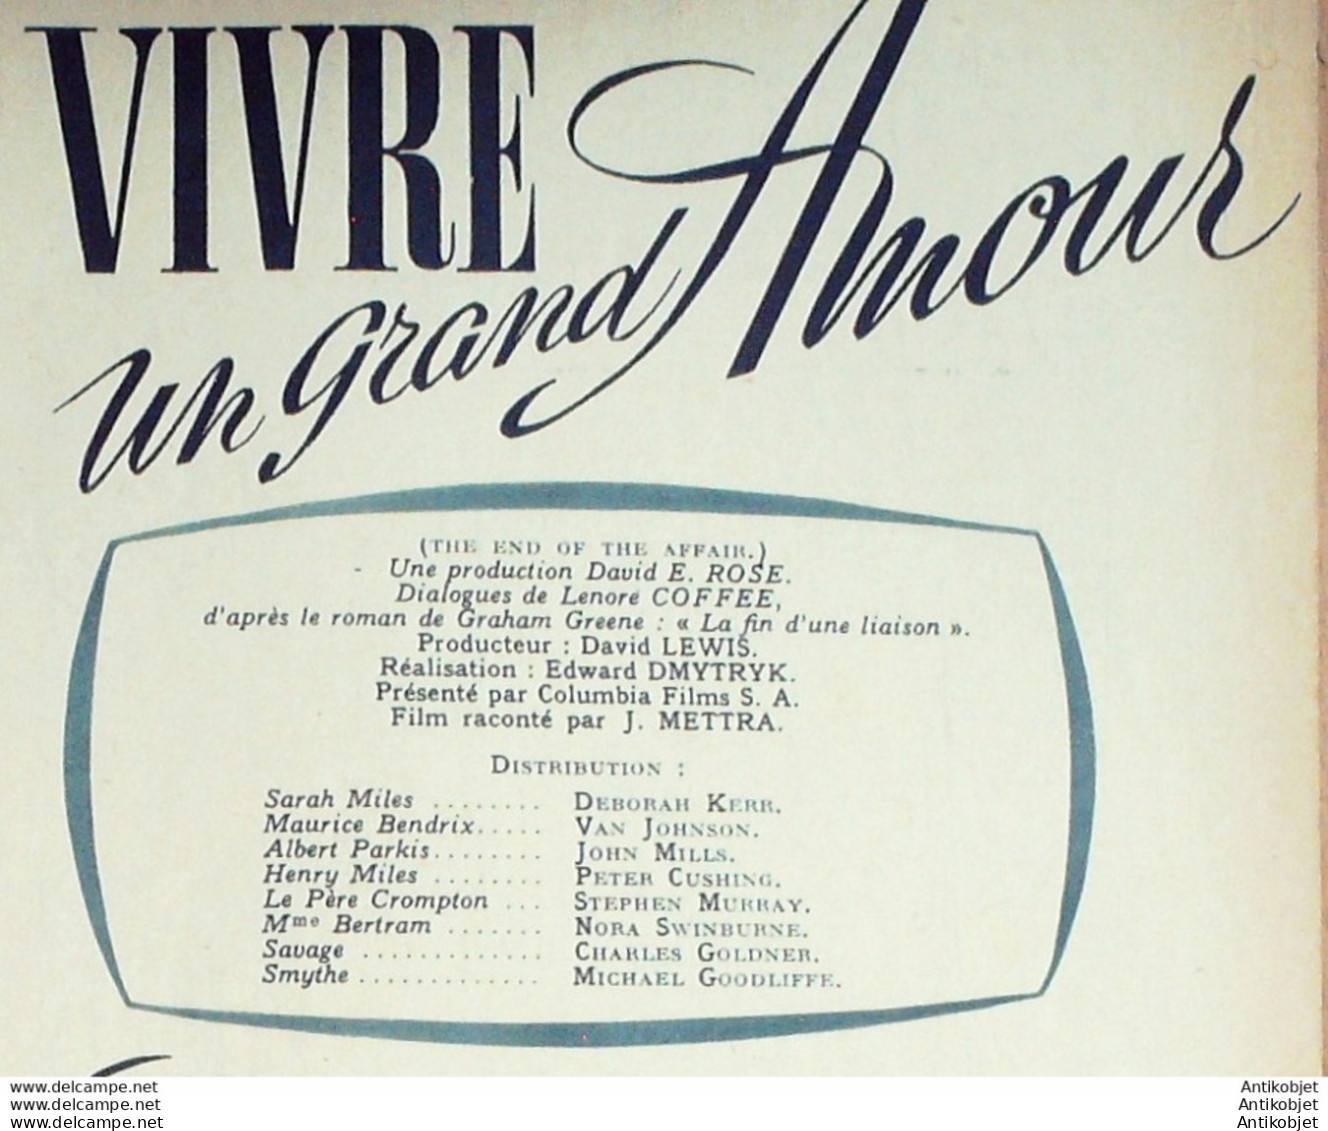 VIVRE
un grand Amour
(THE END OF THE AFFAIR.)
- Une production David E. ROSE.
Dialogues de Lenore COFFEE,
d'après le roman de Graham Greene : « La fin d'une liaison ».
Producteur : David LEWIS.
Réalisation : Edward DMYTRYK.
Présenté par Columbia Films S. A.
Film raconté par J. METTRA.
DISTRIBUTION :
Sarah Miles ........ DEBORAH KERR.
Maurice Bendrix..... VAN JOHNSON.
Albert Parkis........ JOHN MILLS.
Henry Miles ........ PETER CUSHING.
Le Père Crompton ... STEPHEN MURRAY.
Mme Bertram ....... NORA SWINBURNE.
Savage ............. CHARLES GOLDNER.
Smythe ............. MICHAEL GOODLIFFE.
www.delcampe.net Antikobjet
www.delcampe.net Antikobjet
www.delcampe.net Antikobjet